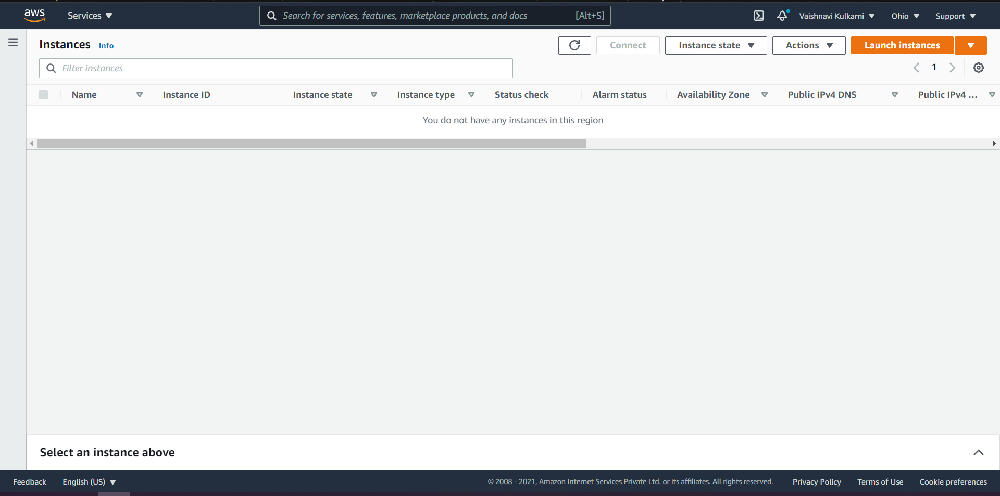 aws Services Search for services, features, marketplace products, and docs [Alt+S] Vaishnavi Kulkarni Ohio Support
Instances Info Connect Instance state Actions Launch instances
Filter instances 1
Name Instance ID Instance state Instance type Status check Alarm status Availability Zone Public IPv4 DNS Public IPv4 ...
You do not have any instances in this region
Select an instance above
Feedback English (US) © 2008 - 2021, Amazon Internet Services Private Ltd. or its affiliates. All rights reserved. Privacy Policy Terms of Use Cookie preferences